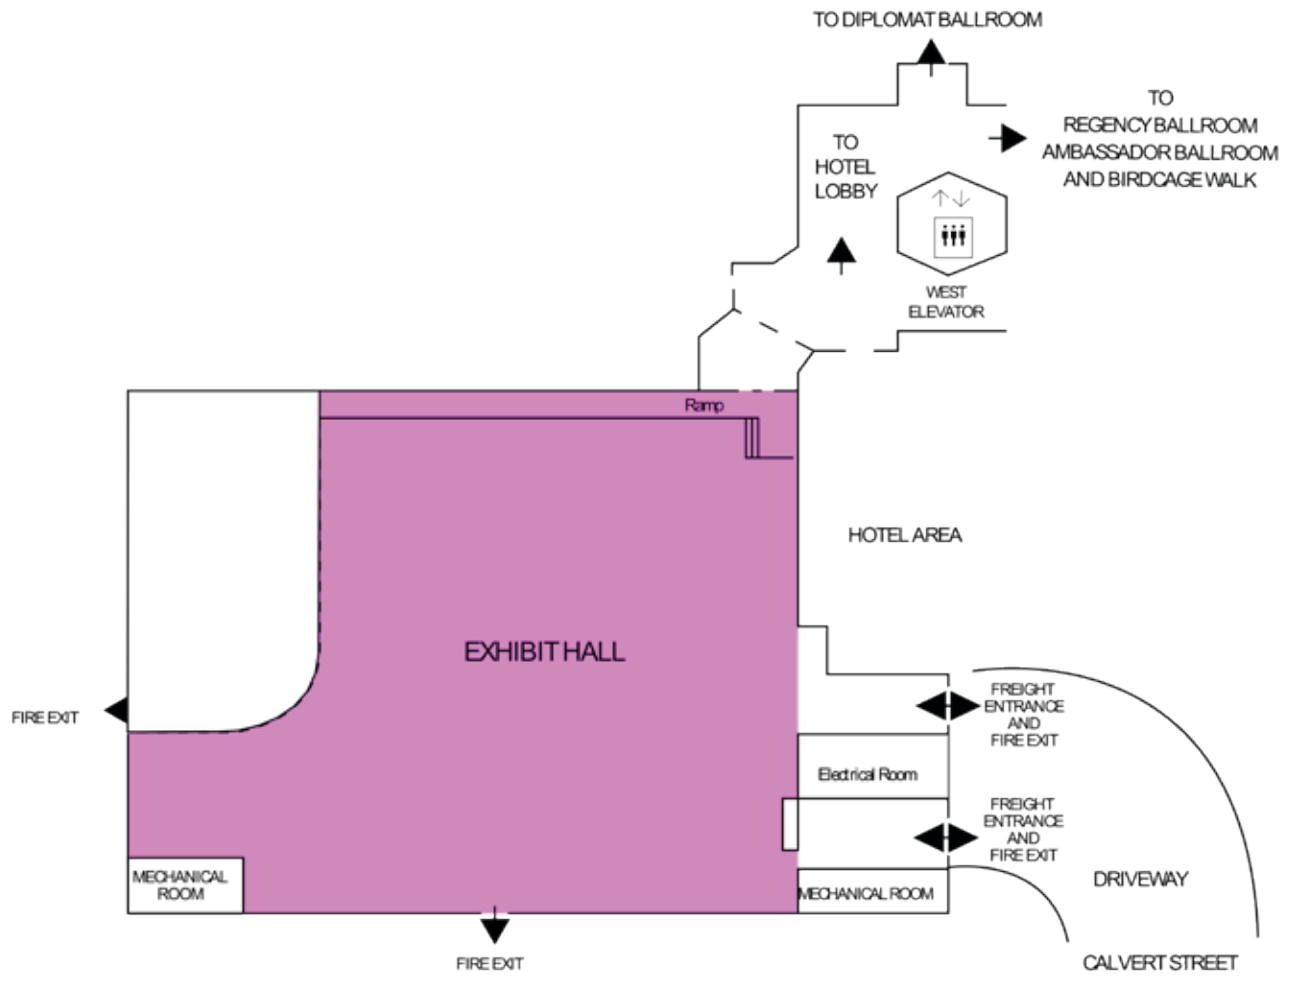 TO DIPLOMAT BALLROOM
TO
REGENCY BALLROOM
AMBASSADOR BALLROOM
AND BIRDCAGE WALK
TO
HOTEL
LOBBY
WEST
ELEVATOR
Ramp
HOTEL AREA
EXHIBIT HALL
FIRE EXIT
FREIGHT
ENTRANCE
AND
FIRE EXIT
Electrical Room
FREIGHT
ENTRANCE
AND
FIRE EXIT
MECHANICAL
ROOM
MECHANICAL ROOM
DRIVEWAY
FIRE EXIT
CALVERT STREET